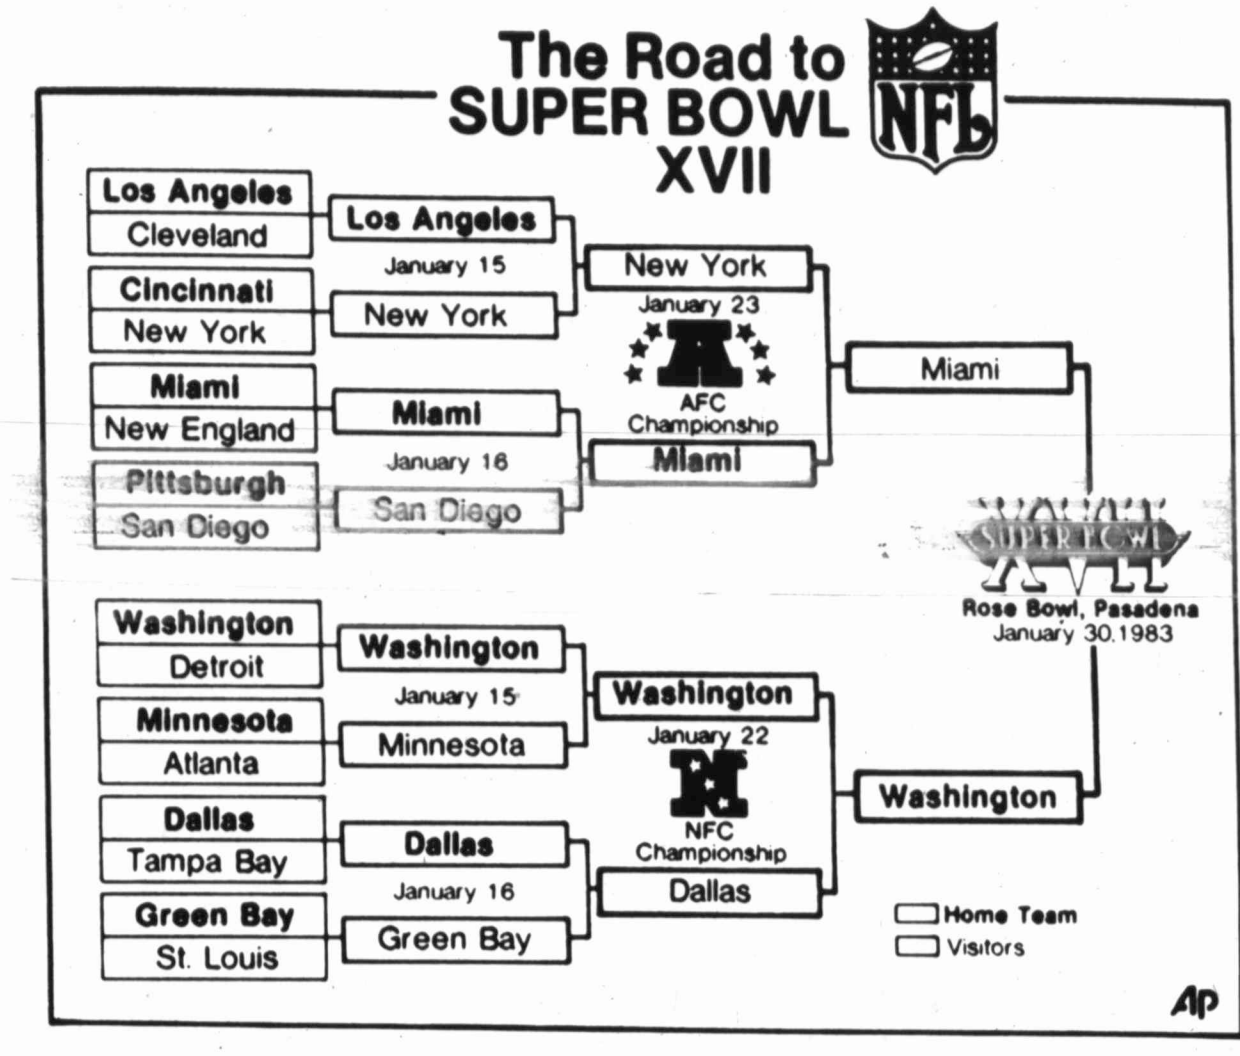 The Road to
SUPER BOWL
XVII
NFL
Los Angeles
Cleveland
Cincinnati
New York
Miami
New England
Pittsburgh
San Diego
Los Angeles
January 15
New York
Miami
January 16
San Diego
New York
January 23
A
AFC
Championship
Miami
Miami
Washington
Detroit
Minnesota
Atlanta
Dallas
Tampa Bay
Green Bay
St. Louis
Washington
January 15
Minnesota
Dallas
January 16
Green Bay
Washington
January 22
N
NFC
Championship
Dallas
Washington
XVII
SUPER BOWL
Rose Bowl, Pasadena
January 30, 1983
Home Team
Visitors
AP